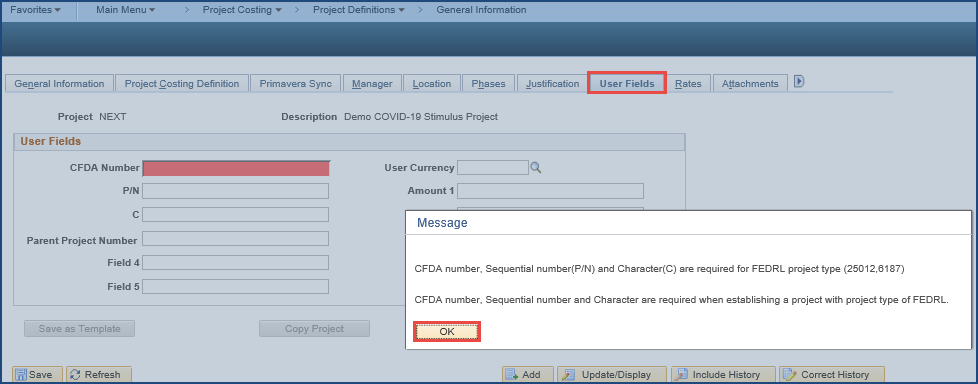 Favorites Main Menu > Project Costing > Project Definitions > General Information
General Information Project Costing Definition Primavera Sync Manager Location Phases Justification User Fields Rates Attachments
Project NEXT Description Demo COVID-19 Stimulus Project
User Fields
CFDA Number User Currency
P/N Amount 1
C
Parent Project Number
Field 4
Field 5
Message
CFDA number, Sequential number(P/N) and Character(C) are required for FEDRL project type (25012,6187)
CFDA number, Sequential number and Character are required when establishing a project with project type of FEDRL.
OK
Save as Template Copy Project
Save Refresh Add Update/Display Include History Correct History